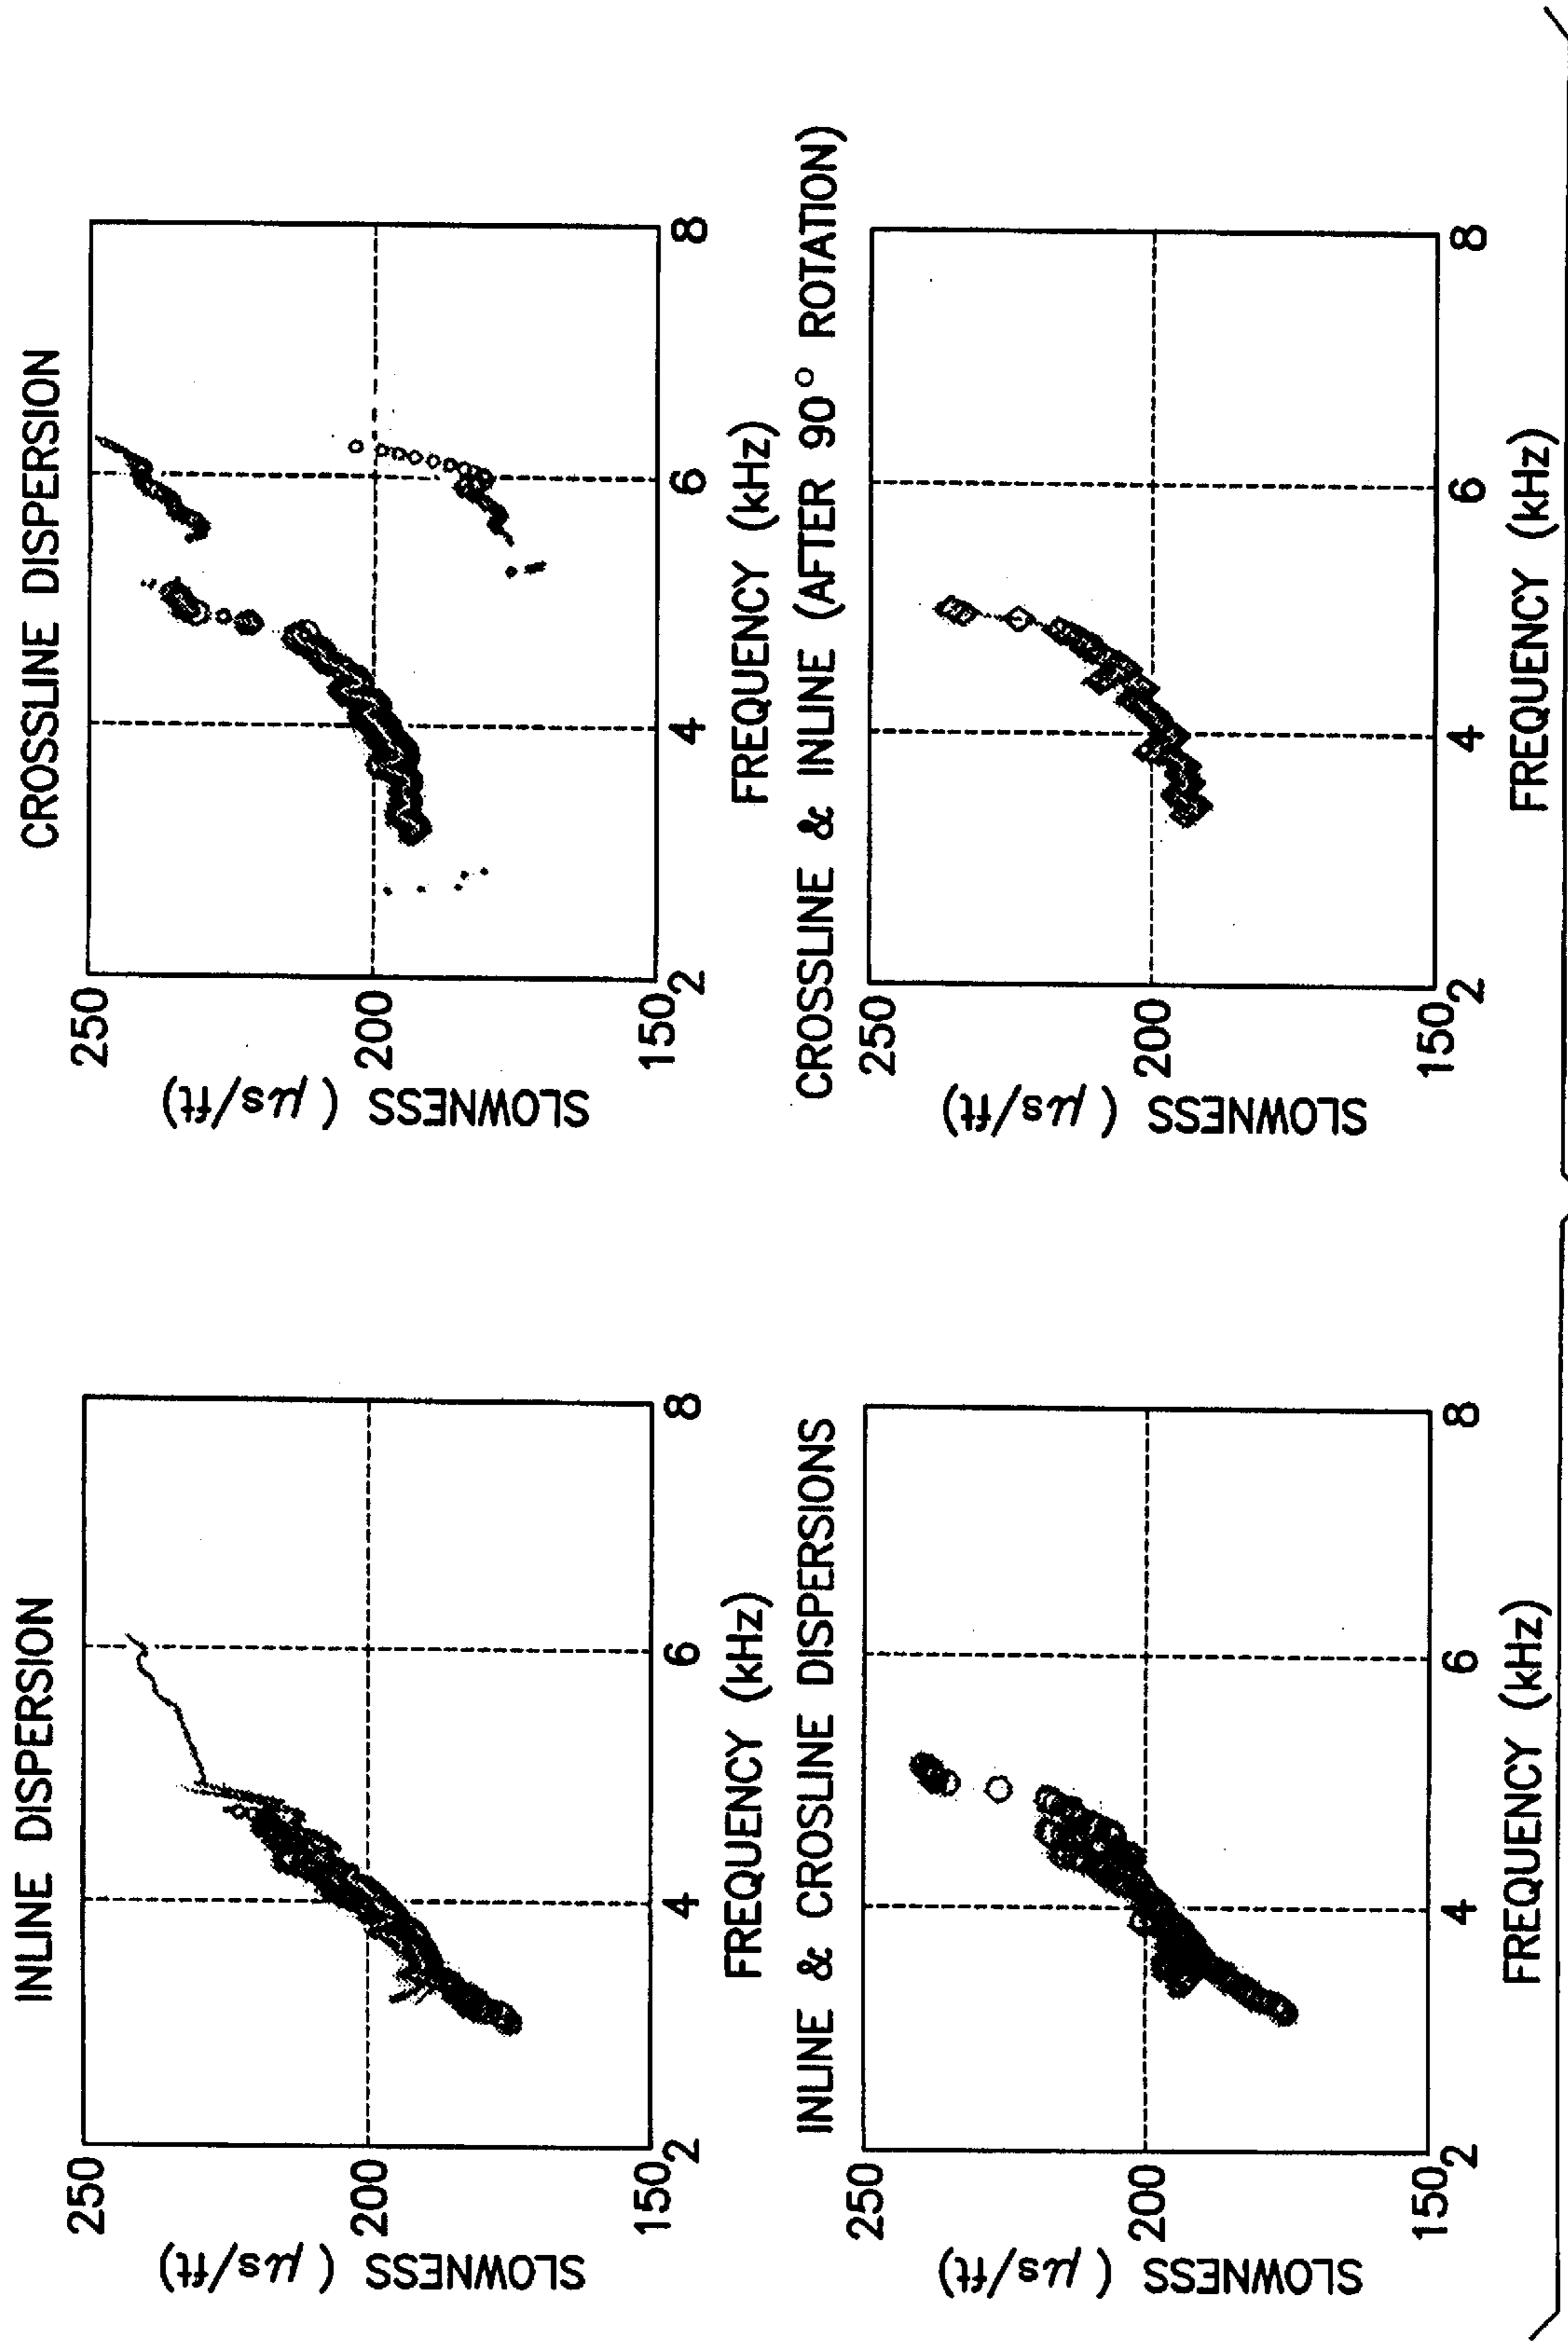 INLINE DISPERSION
SLOWNESS (μs/ft)
250
200
150
2
4
6
8
FREQUENCY (kHz)
CROSSLINE DISPERSION
SLOWNESS (μs/ft)
250
200
150
2
4
6
8
FREQUENCY (kHz)
INLINE & CROSLINE DISPERSIONS
SLOWNESS (μs/ft)
250
200
150
2
4
6
8
FREQUENCY (kHz)
CROSSLINE & INLINE (AFTER 90° ROTATION)
SLOWNESS (μs/ft)
250
200
150
2
4
6
8
FREQUENCY (kHz)